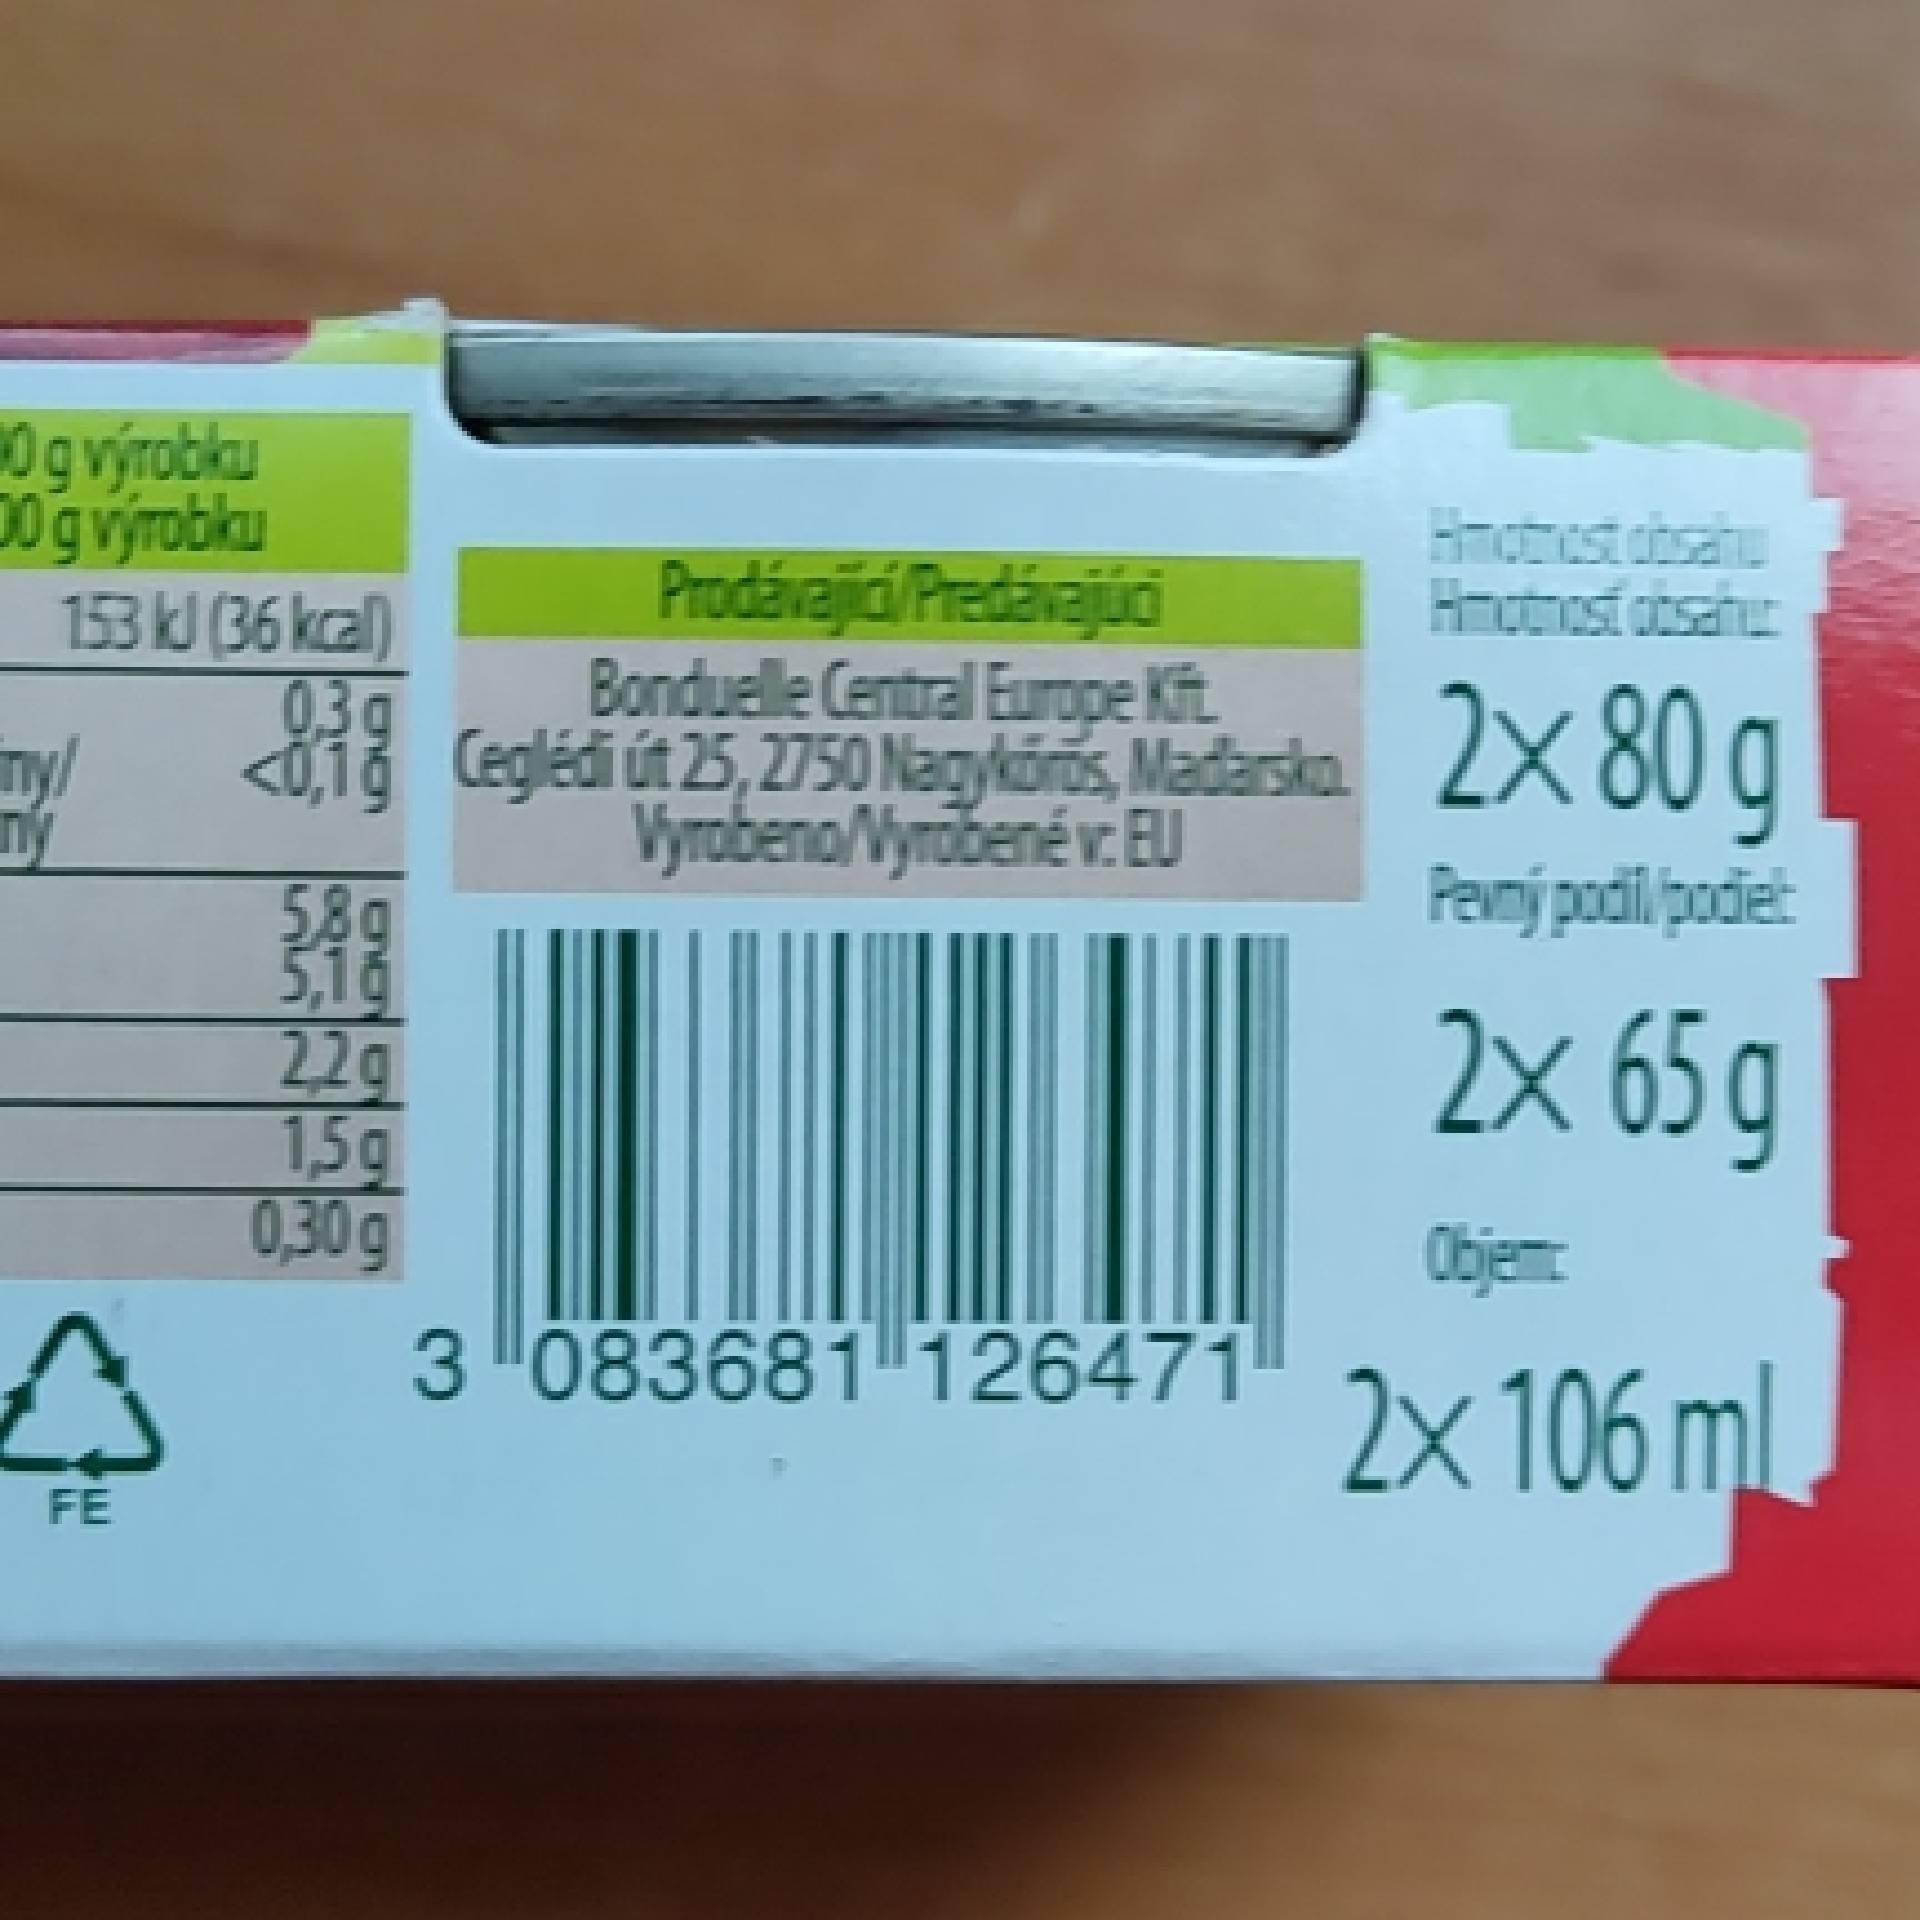 00 g výrobku
00 g výrobku
153 kJ (36 kcal)
0,3 g
<0,1 g
5,8 g
5,1 g
2,2 g
1,5 g
0,30 g
FE
Prodávající/Predávajúci
Bonduelle Central Europe Kft.
Ceglédi út 25, 2750 Nagykőrös, Maďarsko.
Vyrobeno/Vyrobené v: EU
3 083681 126471
Hmotnost obsahu
Hmotnosť obsahu:
2x 80 g
Pevný podíl/podiel:
2x 65 g
Objem:
2x 106 ml